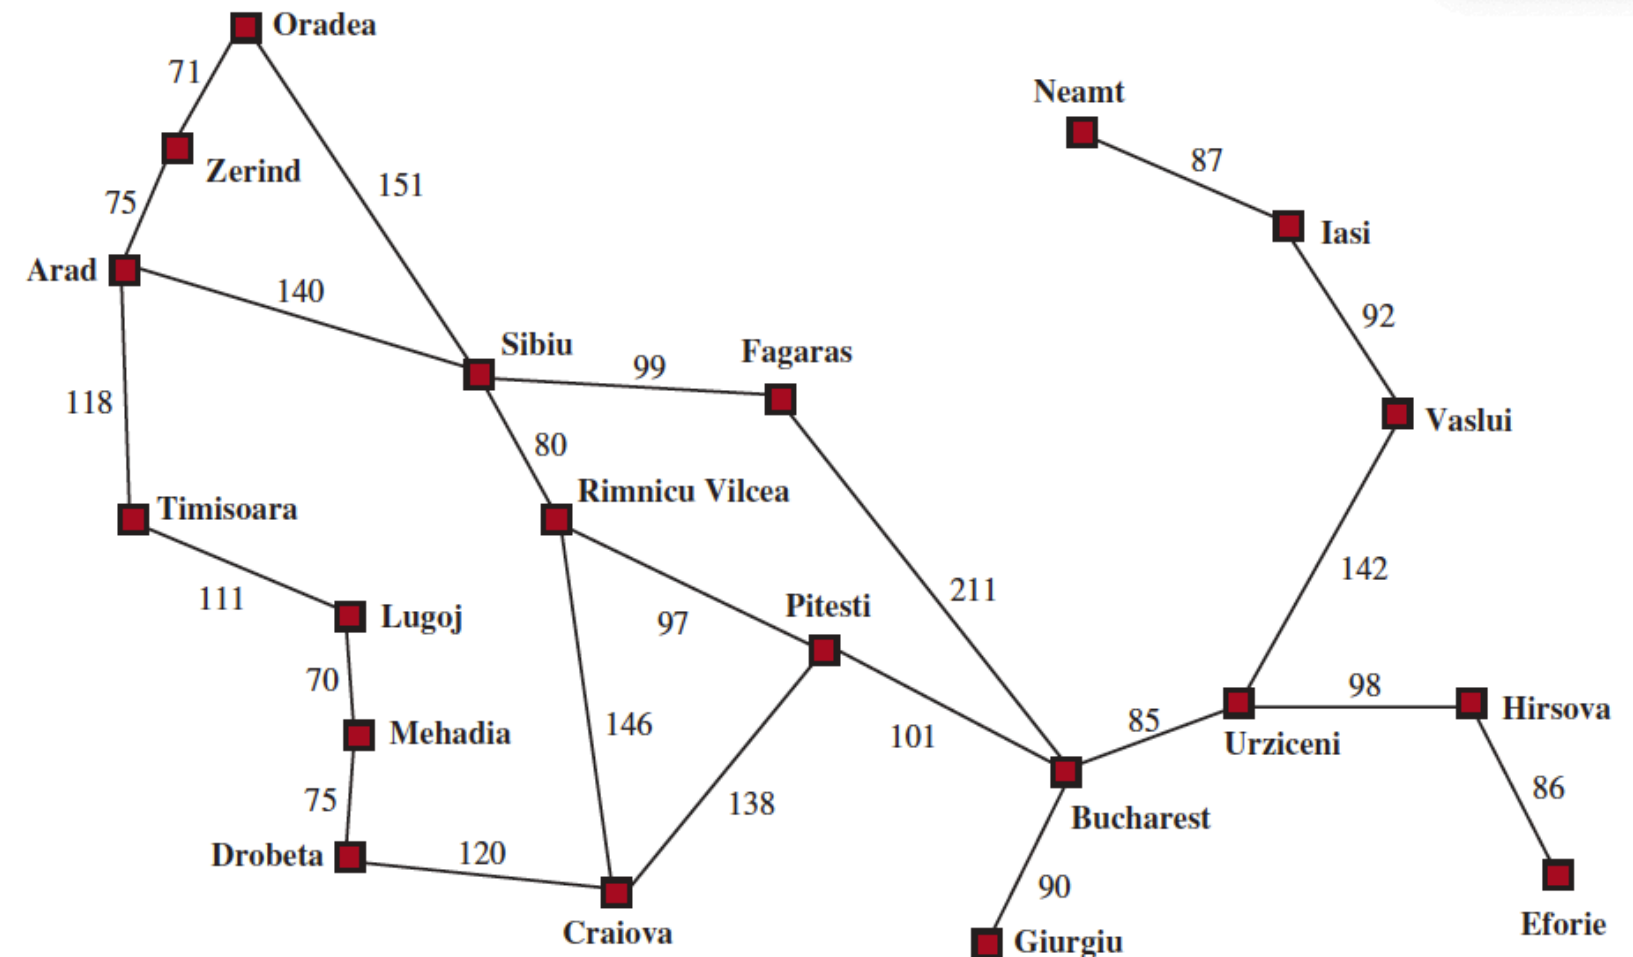 Oradea
71
Neamt
87
Zerind
151
75
Iasi
Arad
140
92
Sibiu
Fagaras
99
118
Vaslui
80
Rimnicu Vilcea
Timisoara
142
211
111
Pitesti
Lugoj
97
70
98
Hirsova
85
146
Mehadia
101
Urziceni
86
75
138
Bucharest
Drobeta
120
90
Eforie
Craiova
Giurgiu